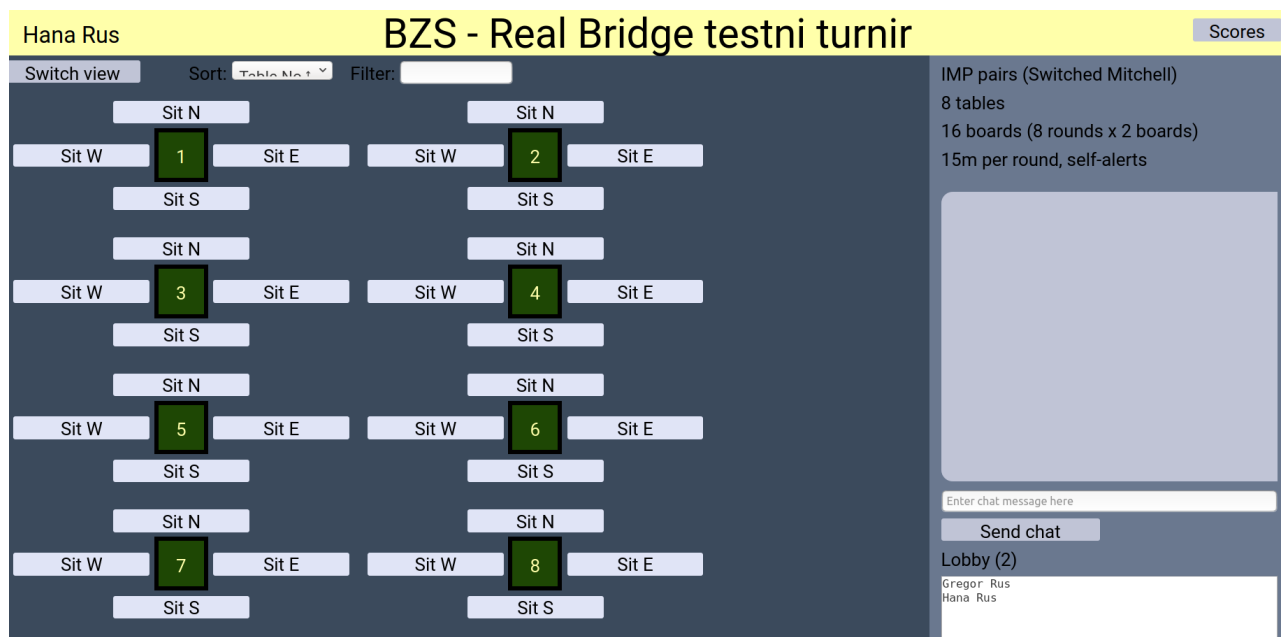 Hana Rus
BZS - Real Bridge testni turnir
Scores
Switch view
Sort: Table No ↑
Filter:
Sit N
Sit W 1 Sit E
Sit S
Sit N
Sit W 2 Sit E
Sit S
Sit N
Sit W 3 Sit E
Sit S
Sit N
Sit W 4 Sit E
Sit S
Sit N
Sit W 5 Sit E
Sit S
Sit N
Sit W 6 Sit E
Sit S
Sit N
Sit W 7 Sit E
Sit S
Sit N
Sit W 8 Sit E
Sit S
IMP pairs (Switched Mitchell)
8 tables
16 boards (8 rounds x 2 boards)
15m per round, self-alerts
Enter chat message here
Send chat
Lobby (2)
Gregor Rus
Hana Rus